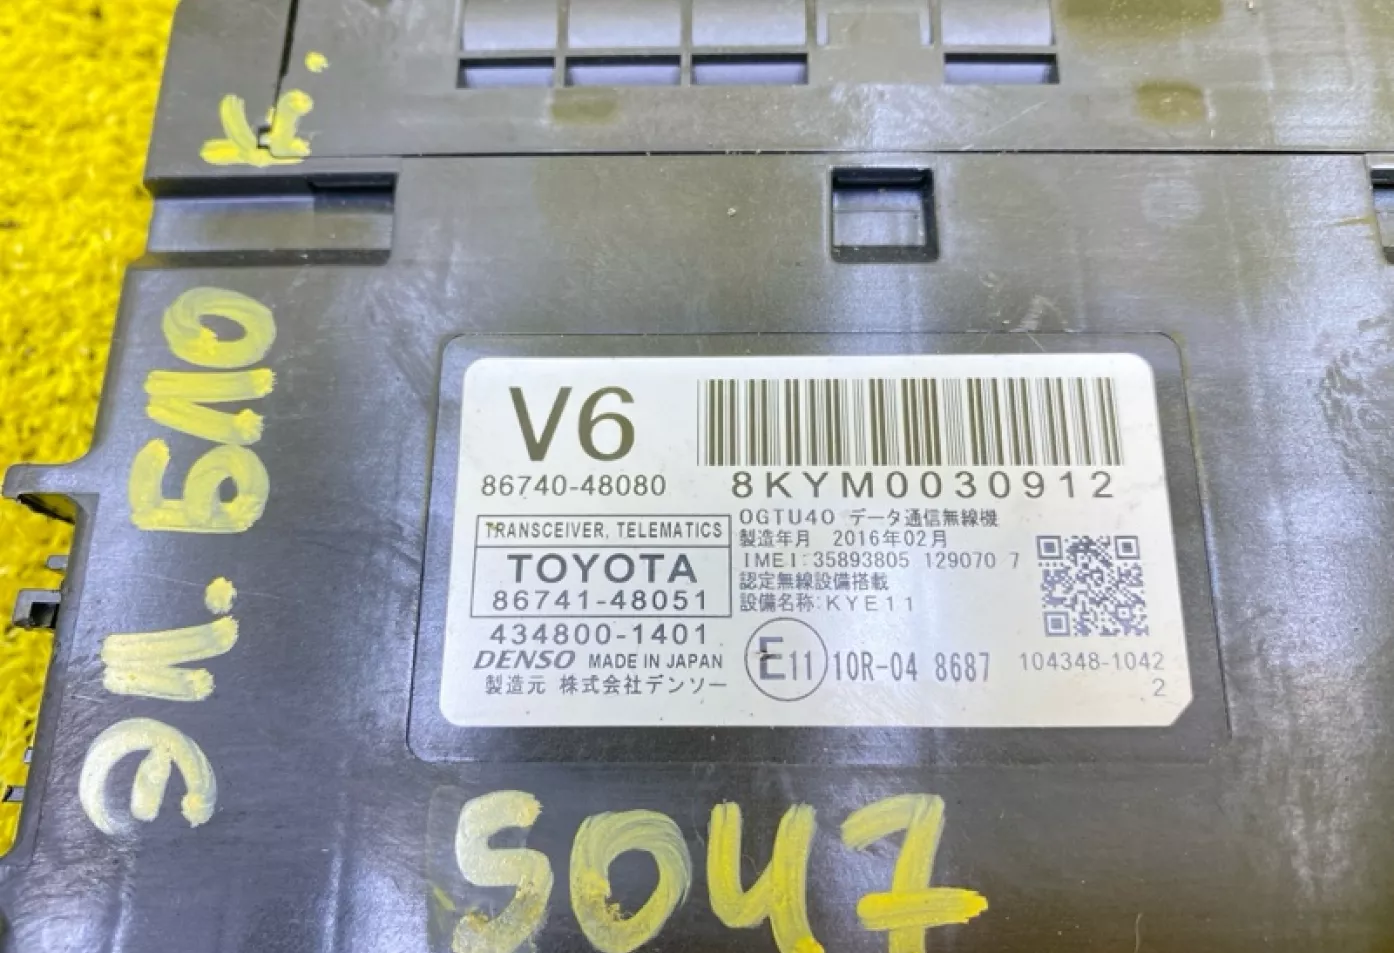 V6
86740-48080
8KYM0030912
TRANSCEIVER, TELEMATICS
TOYOTA
86741-48051
434800-1401
DENSO MADE IN JAPAN
製造元 株式会社デンソー
OGTU40 データ通信無線機
製造年月 2016年02月
IMEI:35893805 129070 7
認定無線設備搭載
設備名称:KYE11
E11 10R-04 8687
104348-1042
2
5047